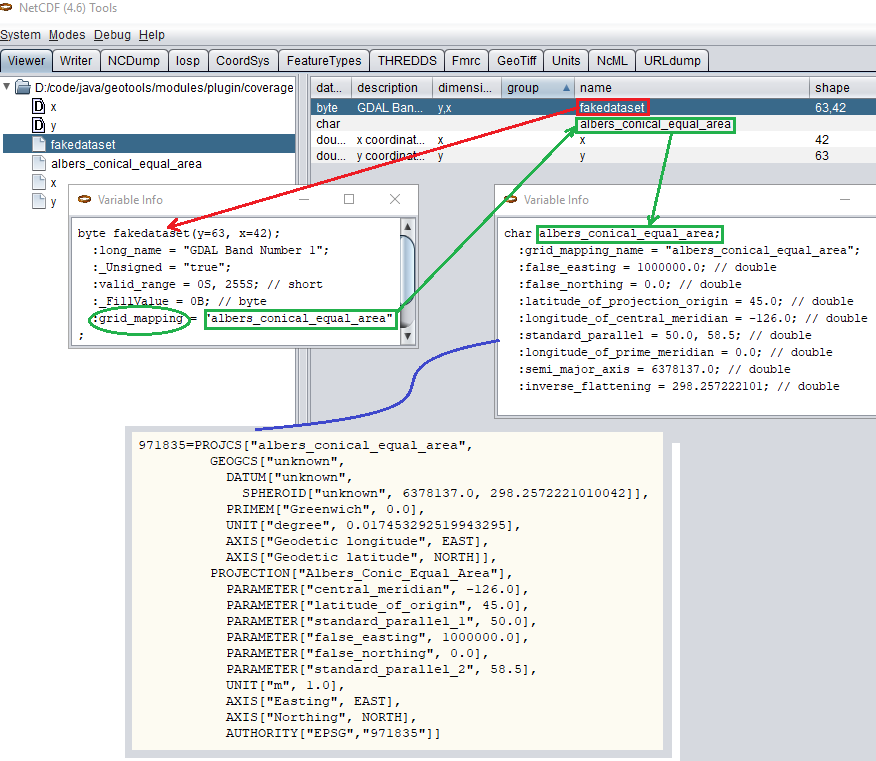 NetCDF (4.6) Tools
System Modes Debug Help
Viewer Writer NCDump Iosp CoordSys FeatureTypes THREDDS Fmrc GeoTiff Units NcML URLdump
D:/code/java/geotools/modules/plugin/coverage
x
y
fakedataset
albers_conical_equal_area
x
y
dat... description dimensi... group name shape
byte GDAL Ban... y,x fakedataset 63,42
char albers_conical_equal_area
dou... x coordinat... x x 42
dou... y coordinat... y y 63
Variable Info
byte fakedataset(y=63, x=42);
:long_name = "GDAL Band Number 1";
:_Unsigned = "true";
:valid_range = 0S, 255S; // short
:_FillValue = 0B; // byte
:grid_mapping = "albers_conical_equal_area"
;
Variable Info
char albers_conical_equal_area;
:grid_mapping_name = "albers_conical_equal_area";
:false_easting = 1000000.0; // double
:false_northing = 0.0; // double
:latitude_of_projection_origin = 45.0; // double
:longitude_of_central_meridian = -126.0; // double
:standard_parallel = 50.0, 58.5; // double
:longitude_of_prime_meridian = 0.0; // double
:semi_major_axis = 6378137.0; // double
:inverse_flattening = 298.257222101; // double
971835=PROJCS["albers_conical_equal_area",
GEOGCS["unknown",
DATUM["unknown",
SPHEROID["unknown", 6378137.0, 298.2572221010042]],
PRIMEM["Greenwich", 0.0],
UNIT["degree", 0.017453292519943295],
AXIS["Geodetic longitude", EAST],
AXIS["Geodetic latitude", NORTH]],
PROJECTION["Albers_Conic_Equal_Area"],
PARAMETER["central_meridian", -126.0],
PARAMETER["latitude_of_origin", 45.0],
PARAMETER["standard_parallel_1", 50.0],
PARAMETER["false_easting", 1000000.0],
PARAMETER["false_northing", 0.0],
PARAMETER["standard_parallel_2", 58.5],
UNIT["m", 1.0],
AXIS["Easting", EAST],
AXIS["Northing", NORTH],
AUTHORITY["EPSG","971835"]]